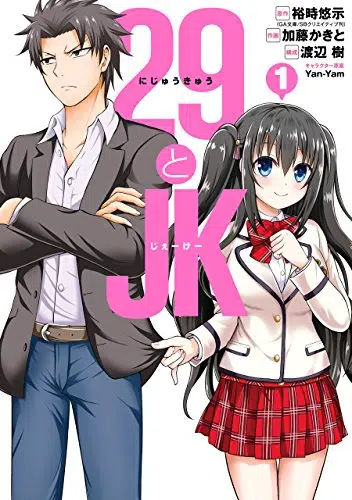 29
にじゅうきゅう
と
JK
じぇーけー
1
原作 裕時悠示
(GA文庫/SBクリエイティブ刊)
作画 加藤かきと
構成 渡辺 樹
キャラクター原案
Yan-Yam